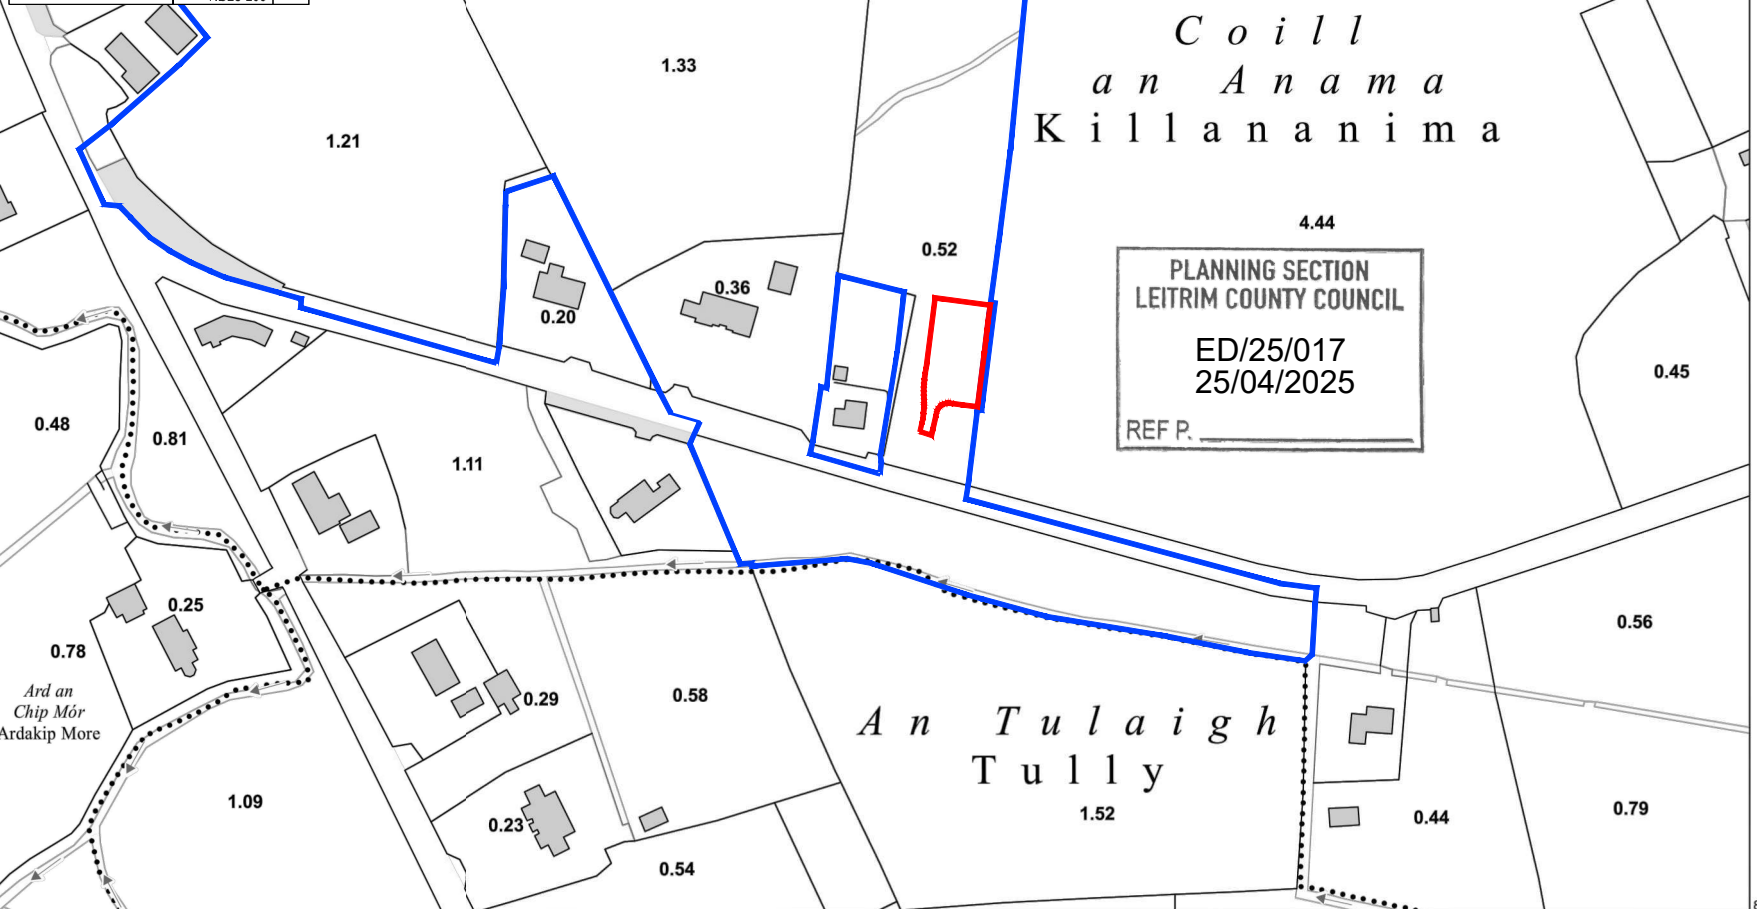 Coill
an Anama
Killananima
1.33
1.21
4.44
0.52
PLANNING SECTION
LEITRIM COUNTY COUNCIL
ED/25/017
25/04/2025
REF P.
0.36
0.20
0.45
0.48
0.81
1.11
0.25
0.56
0.78
Ard an
Chip Mór
Ardakip More
0.29
0.58
An Tulaigh
Tully
1.09
1.52
0.44
0.79
0.23
0.54